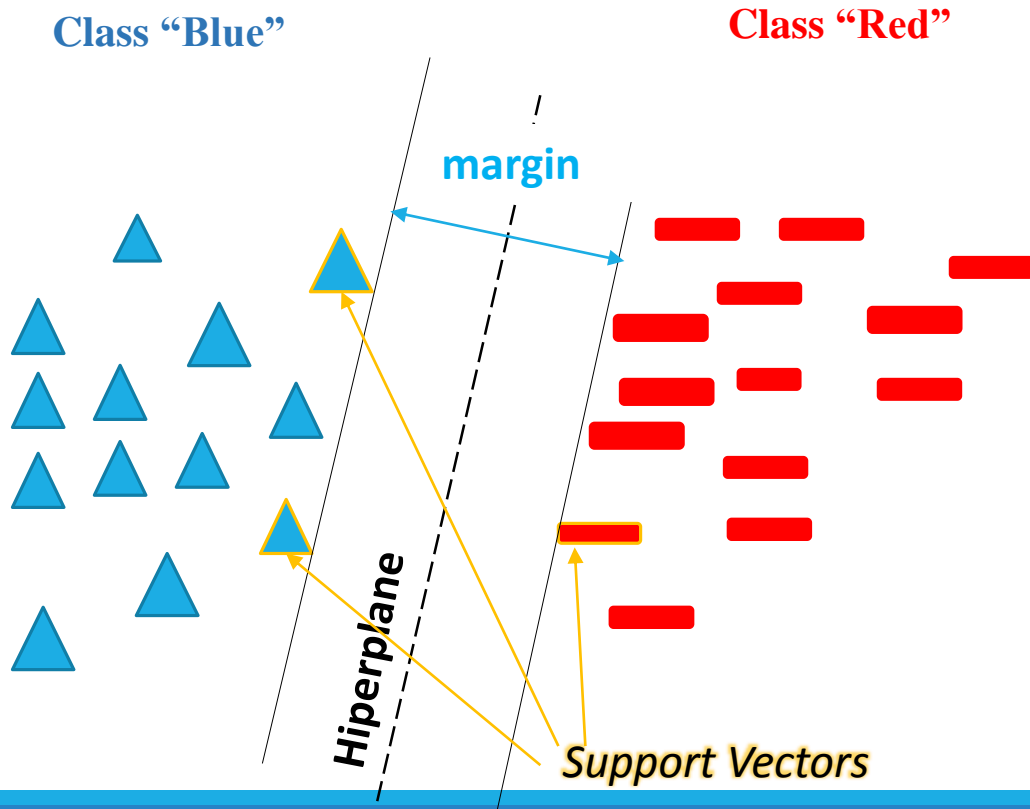 Class “Blue”
Class “Red”
margin
Hiperplane
Support Vectors